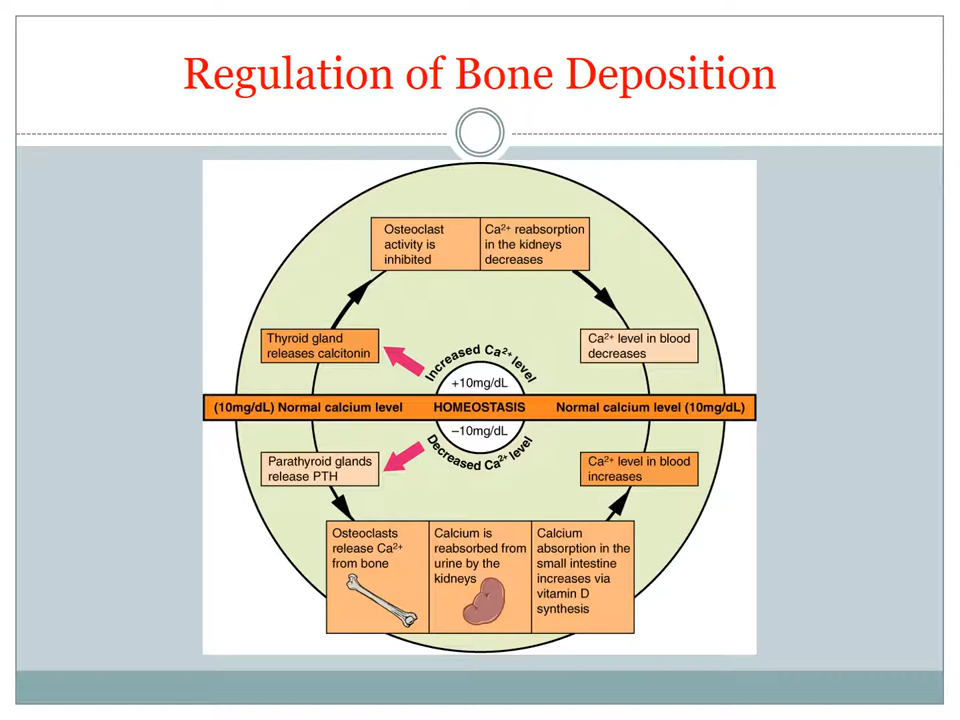 Regulation of Bone Deposition
Osteoclast
activity is
inhibited
Ca²⁺ reabsorption
in the kidneys
decreases
Thyroid gland
releases calcitonin
Increased Ca²⁺ level
+10mg/dL
Ca²⁺ level in blood
decreases
(10mg/dL) Normal calcium level
HOMEOSTASIS
Normal calcium level (10mg/dL)
–10mg/dL
Decreased Ca²⁺ level
Parathyroid glands
release PTH
Ca²⁺ level in blood
increases
Osteoclasts
release Ca²⁺
from bone
Calcium is
reabsorbed from
urine by the
kidneys
Calcium
absorption in the
small intestine
increases via
vitamin D
synthesis